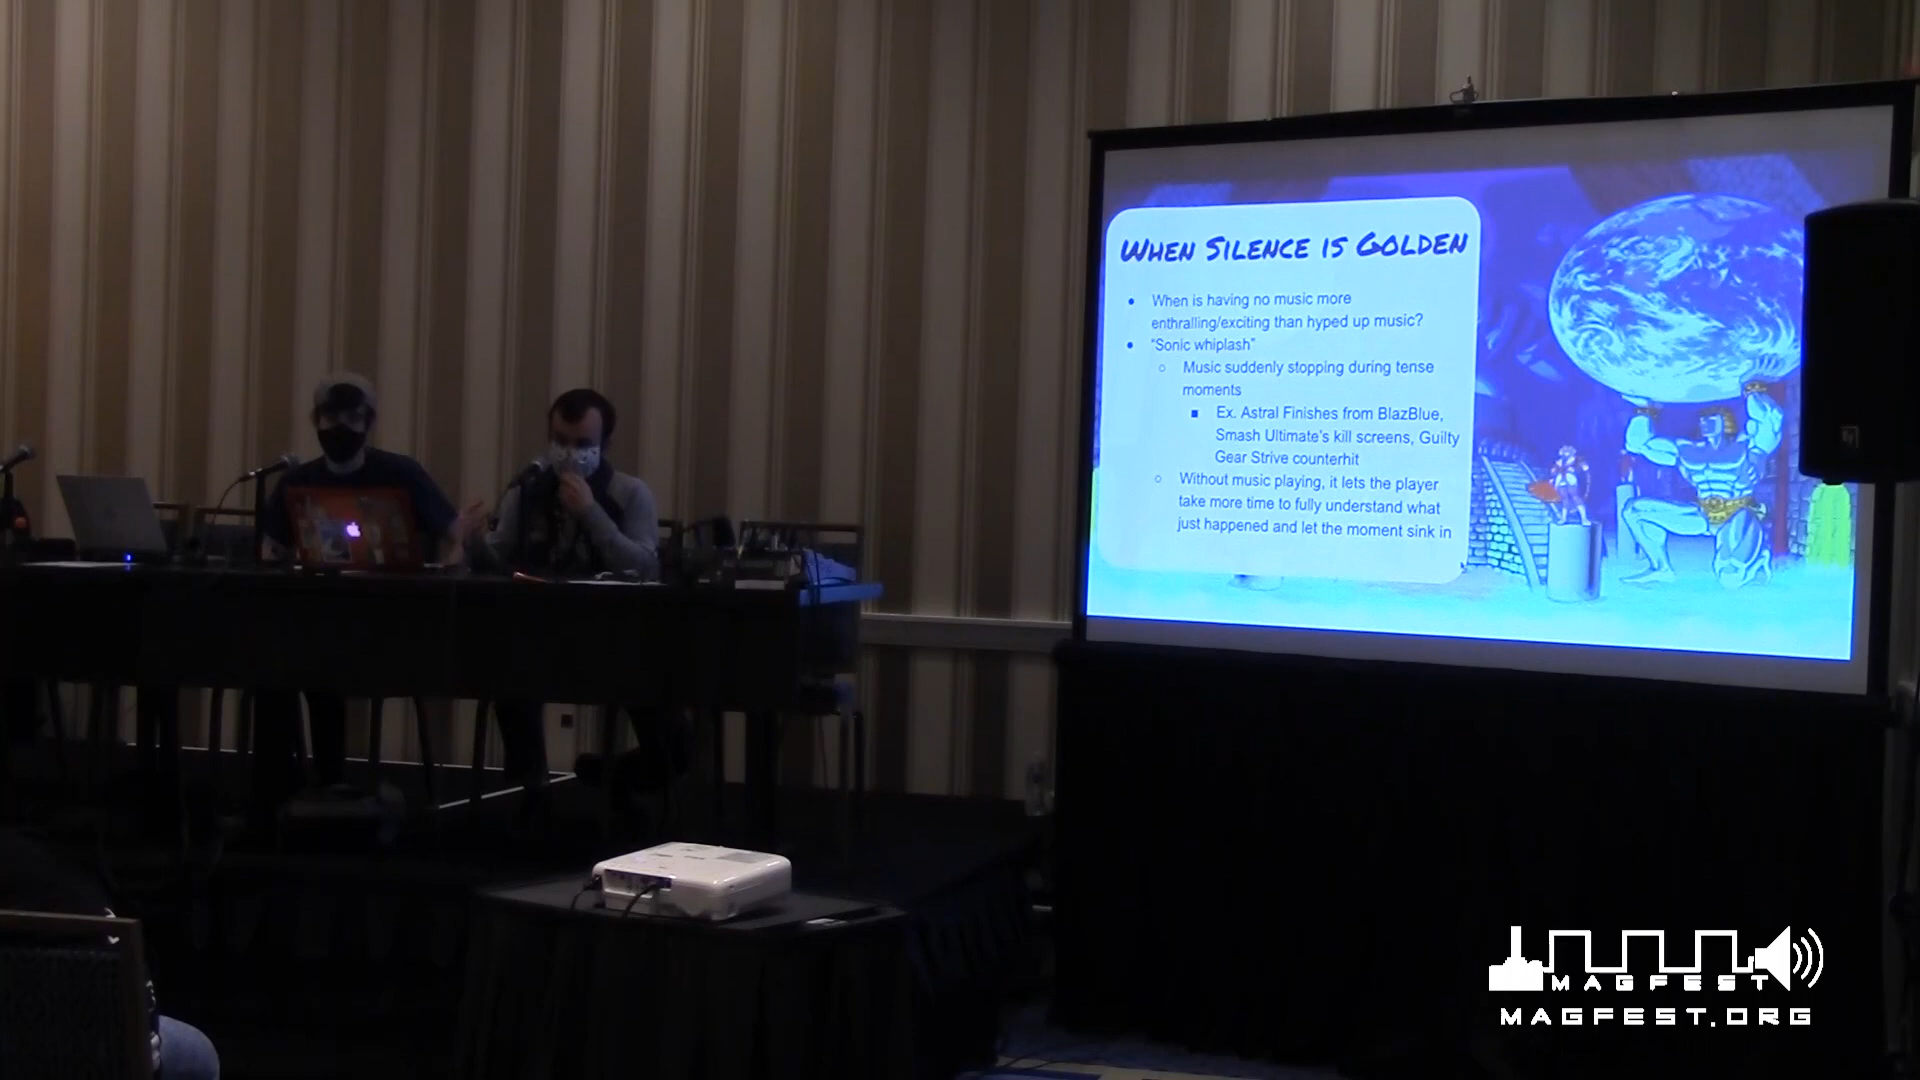 When Silence is Golden
• When is having no music more
enthralling/exciting than hyped up music?
• "Sonic whiplash"
○ Music suddenly stopping during tense
moments
■ Ex. Astral Finishes from BlazBlue,
Smash Ultimate's kill screens, Guilty
Gear Strive counterhit
○ Without music playing, it lets the player
take more time to fully understand what
just happened and let the moment sink in
MAGFEST
MAGFEST.ORG